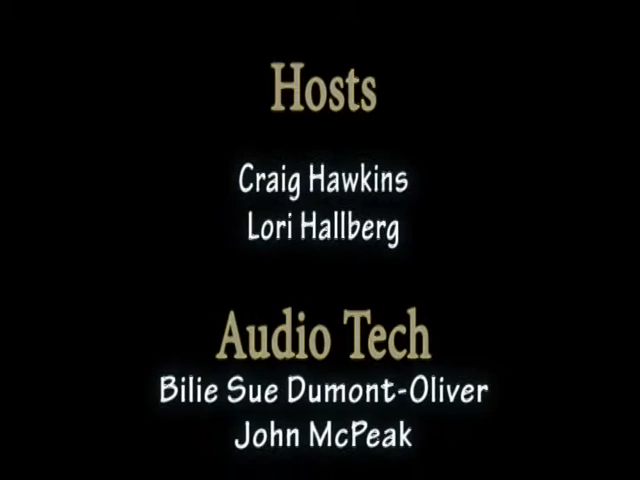 Hosts
Craig Hawkins
Lori Hallberg
Audio Tech
Bilie Sue Dumont-Oliver
John McPeak